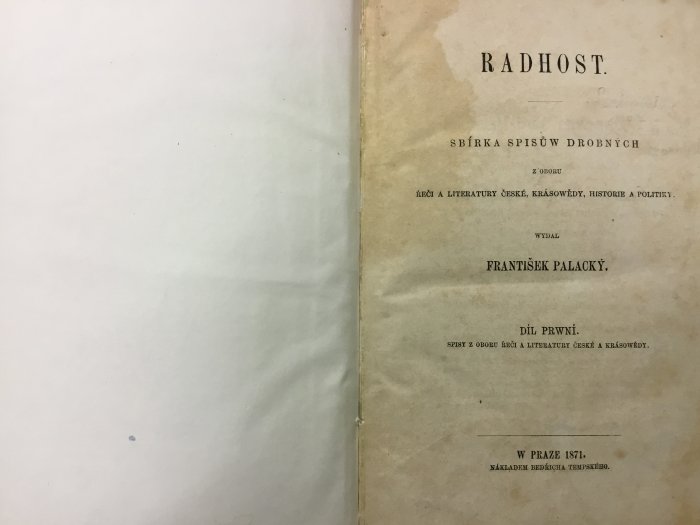 RADHOST.
SBÍRKA SPISŮW DROBNÝCH
Z OBORU
ŘEČI A LITERATURY ČESKÉ, KRÁSOWĚDY, HISTORIE A POLITIKY.
WYDAL
FRANTIŠEK PALACKÝ.
DÍL PRWNÍ.
SPISY Z OBORU ŘEČI A LITERATURY ČESKÉ A KRÁSOWĚDY.
W PRAZE 1871.
NÁKLADEM BEDŘICHA TEMPSKÉHO.